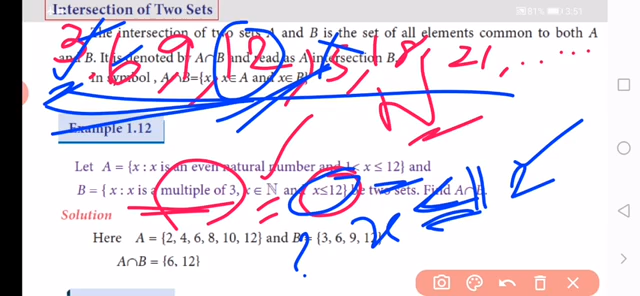 81% 3:51
Intersection of Two Sets
The intersection of two sets A and B is the set of all elements common to both A
and B. It is denoted by A∩B and read as A intersection B.
In symbol, A∩B={x: x∈ A and x∈ B}
3, 6, 9, 12, 15, 18, 21, ......
N
Example 1.12
Let A = {x : x is an even natural number and 1< x ≤ 12} and
B = { x : x is a multiple of 3, x ∈ ℕ and x≤12} be two sets. Find A∩B.
x ≤ 12
Solution
Here A = {2, 4, 6, 8, 10, 12} and B = {3, 6, 9, 12}
A∩B = {6, 12}